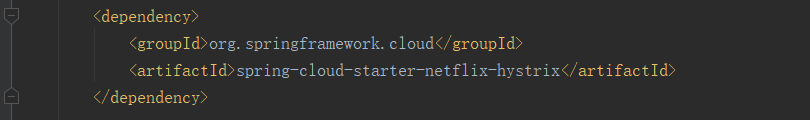 <dependency>
<groupId>org.springframework.cloud</groupId>
<artifactId>spring-cloud-starter-netflix-hystrix</artifactId>
</dependency>